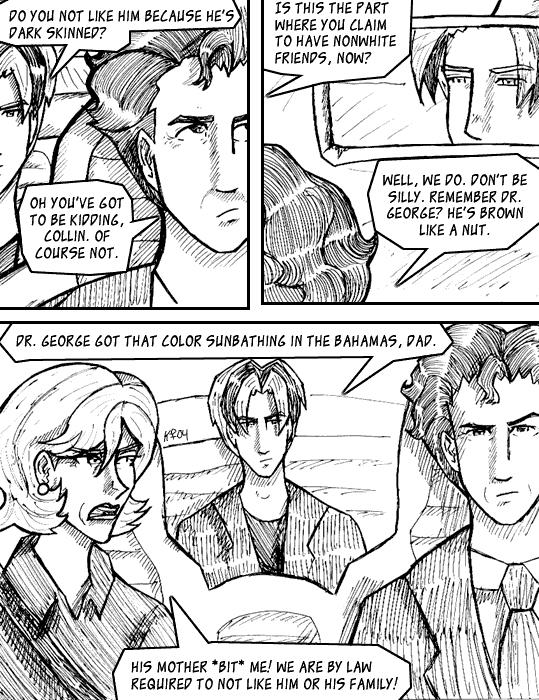 DO YOU NOT LIKE HIM BECAUSE HE'S
DARK SKINNED?
OH YOU'VE GOT
TO BE KIDDING,
COLLIN. OF
COURSE NOT.
IS THIS THE PART
WHERE YOU CLAIM
TO HAVE NONWHITE
FRIENDS, NOW?
WELL, WE DO. DON'T BE
SILLY. REMEMBER DR.
GEORGE? HE'S BROWN
LIKE A NUT.
DR. GEORGE GOT THAT COLOR SUNBATHING IN THE BAHAMAS, DAD.
HIS MOTHER *BIT* ME! WE ARE BY LAW
REQUIRED TO NOT LIKE HIM OR HIS FAMILY!